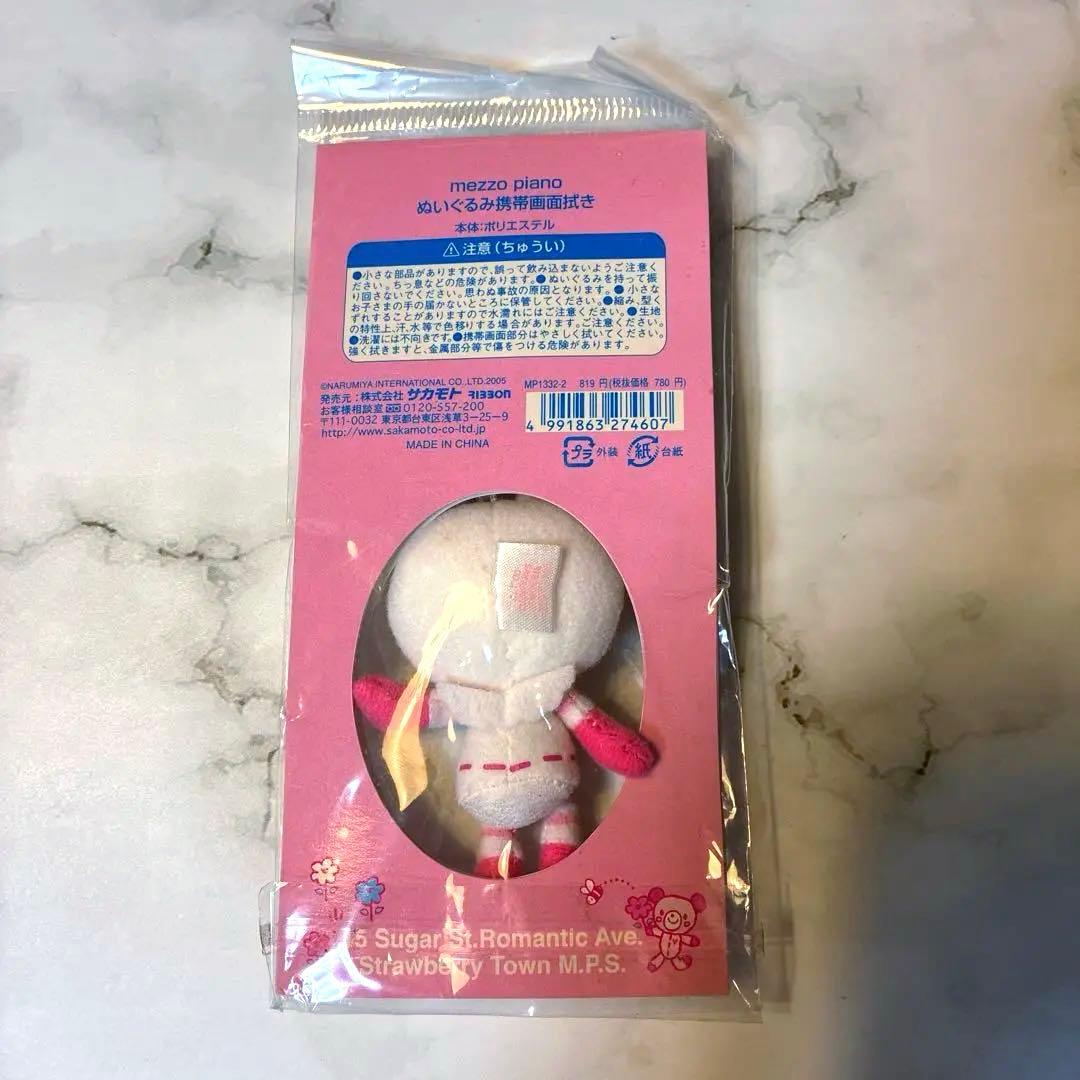 mezzo piano
ぬいぐるみ携帯画面拭き
本体:ポリエステル
⚠注意(ちゅうい)
●小さな部品がありますので、誤って飲み込まないようご注意く
ださい。ちっ息などの危険があります。●ぬいぐるみを持って振
り回さないでください。思わぬ事故の原因となります。●小さな
お子さまの手の届かないところに保管してください。●縮み、型く
ずれすることがありますので水濡れにはご注意ください。●生地
の特性上、汗、水等で色移りする場合があります。ご注意ください。
●洗濯には不向きです。●携帯画面部分はやさしく拭いてください。
強く拭きますと、金属部分等で傷をつける危険があります。
©NARUMIYA INTERNATIONAL CO.,LTD.2005
発売元:株式会社 サカモト RIBBON
お客様相談室 0120-557-200
〒111-0032 東京都台東区浅草3-25-9
http://www.sakamoto-co-ltd.jp
MADE IN CHINA
MP1332-2 819 円(税抜価格 780 円)
4 991863 274607
プラ 外装 紙 台紙
5 Sugar St.Romantic Ave.
Strawberry Town M.P.S.